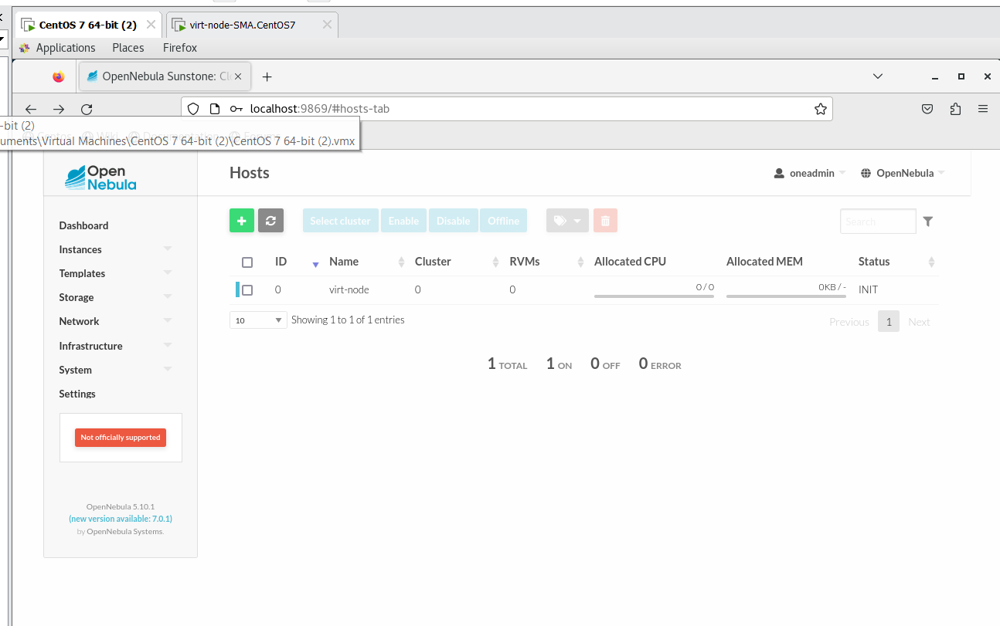 CentOS 7 64-bit (2) virt-node-SMA.CentOS7
Applications Places Firefox
OpenNebula Sunstone: Cl
localhost:9869/#hosts-tab
-bit (2)
uments\Virtual Machines\CentOS 7 64-bit (2)\CentOS 7 64-bit (2).vmx
Open
Nebula
Hosts
oneadmin OpenNebula
Select cluster Enable Disable Offline Search
Dashboard
Instances
Templates
Storage
Network
Infrastructure
System
Settings
ID Name Cluster RVMs Allocated CPU Allocated MEM Status
0 virt-node 0 0 0 / 0 0KB / - INIT
10 Showing 1 to 1 of 1 entries Previous 1 Next
1 TOTAL 1 ON 0 OFF 0 ERROR
Not officially supported
OpenNebula 5.10.1
(new version available: 7.0.1)
by OpenNebula Systems.